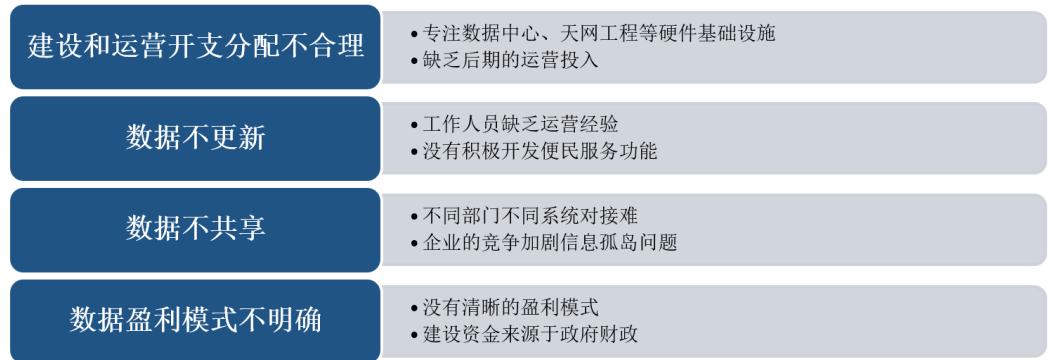 建设和运营开支分配不合理
•专注数据中心、天网工程等硬件基础设施
•缺乏后期的运营投入
数据不更新
•工作人员缺乏运营经验
•没有积极开发便民服务功能
数据不共享
•不同部门不同系统对接难
•企业的竞争加剧信息孤岛问题
数据盈利模式不明确
•没有清晰的盈利模式
•建设资金来源于政府财政